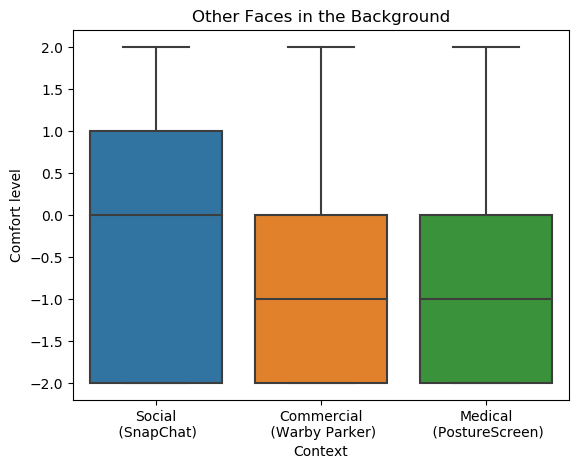 Other Faces in the Background
Comfort level
2.0
1.5
1.0
0.5
0.0
−0.5
−1.0
−1.5
−2.0
Social
(SnapChat)
Commercial
(Warby Parker)
Medical
(PostureScreen)
Context